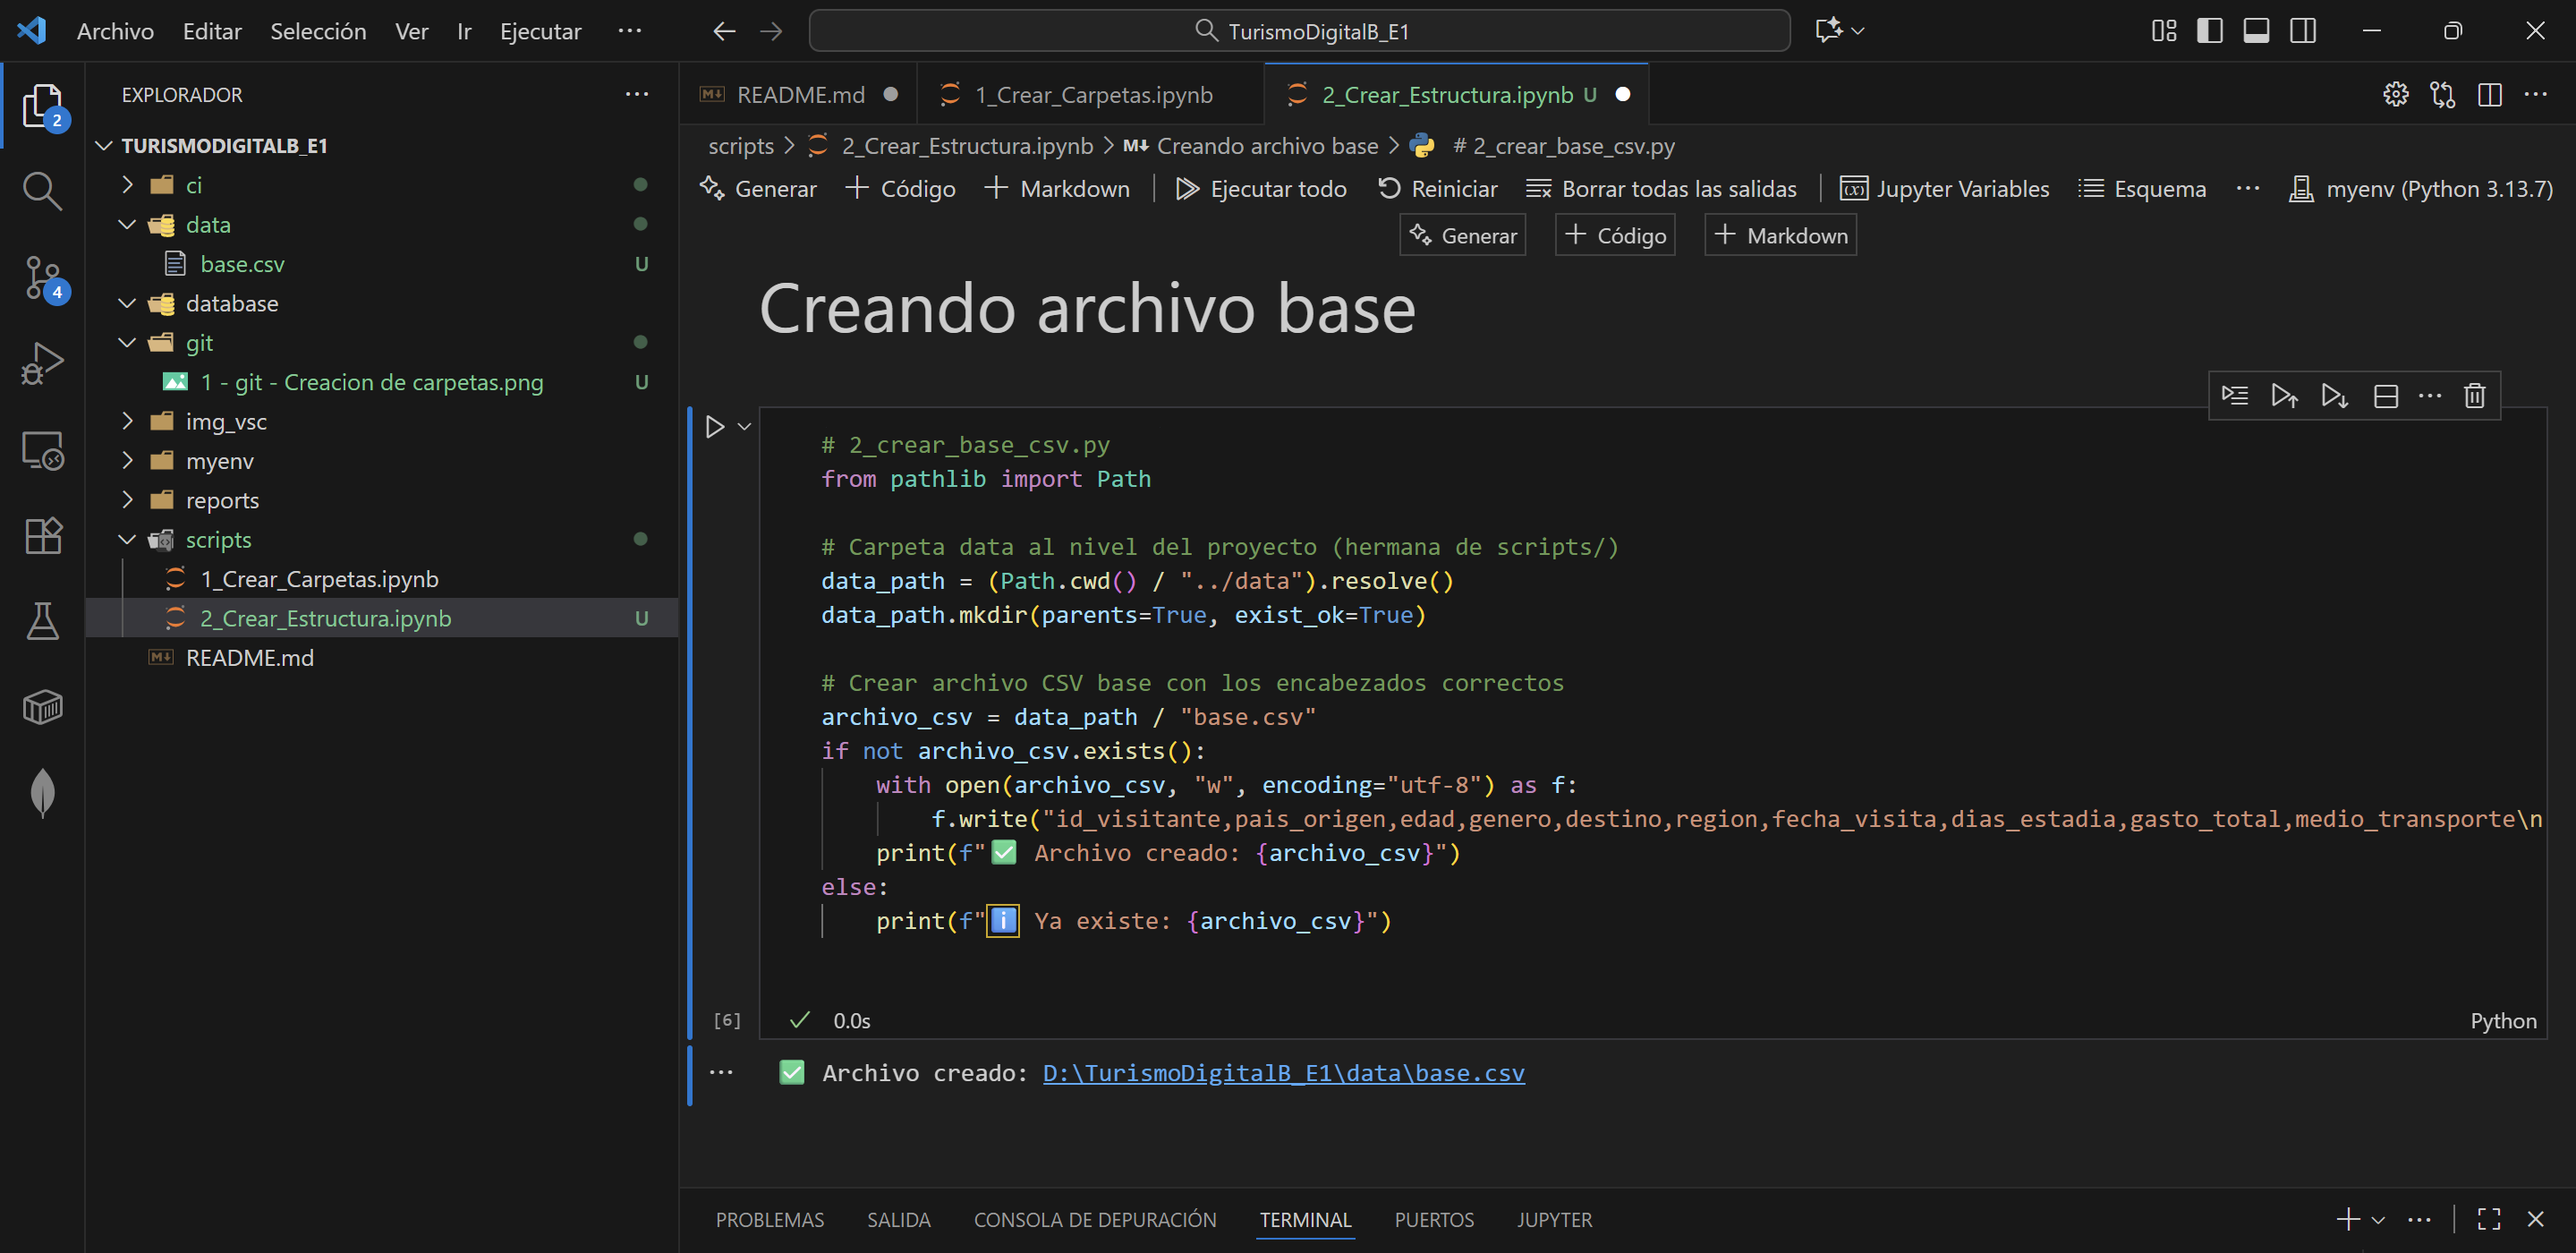 Archivo Editar Selección Ver Ir Ejecutar ··· TurismoDigitalB_E1
EXPLORADOR ···
TURISMODIGITALB_E1
ci
data
base.csv U
database
git
1 - git - Creacion de carpetas.png U
img_vsc
myenv
reports
scripts
1_Crear_Carpetas.ipynb
2_Crear_Estructura.ipynb U
README.md
2
4
README.md 1_Crear_Carpetas.ipynb 2_Crear_Estructura.ipynb U
scripts > 2_Crear_Estructura.ipynb > M↓ Creando archivo base > # 2_crear_base_csv.py
Generar + Código + Markdown | Ejecutar todo Reiniciar Borrar todas las salidas | Jupyter Variables Esquema ··· myenv (Python 3.13.7)
Generar + Código + Markdown
Creando archivo base
# 2_crear_base_csv.py
from pathlib import Path
# Carpeta data al nivel del proyecto (hermana de scripts/)
data_path = (Path.cwd() / "../data").resolve()
data_path.mkdir(parents=True, exist_ok=True)
# Crear archivo CSV base con los encabezados correctos
archivo_csv = data_path / "base.csv"
if not archivo_csv.exists():
with open(archivo_csv, "w", encoding="utf-8") as f:
f.write("id_visitante,pais_origen,edad,genero,destino,region,fecha_visita,dias_estadia,gasto_total,medio_transporte\n
print(f"✅ Archivo creado: {archivo_csv}")
else:
print(f"ℹ️ Ya existe: {archivo_csv}")
[6] ✓ 0.0s Python
··· ✅ Archivo creado: D:\TurismoDigitalB_E1\data\base.csv
PROBLEMAS SALIDA CONSOLA DE DEPURACIÓN TERMINAL PUERTOS JUPYTER